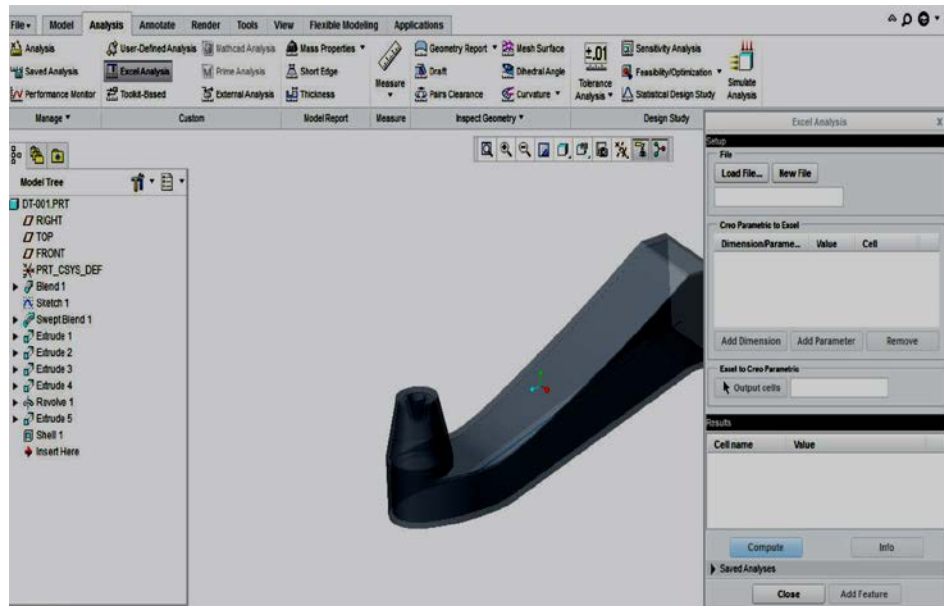 File Model Analysis Annotate Render Tools View Flexible Modeling Applications
Analysis User-Defined Analysis Mathcad Analysis Mass Properties Geometry Report Mesh Surface Sensitivity Analysis
Saved Analysis Excel Analysis Prime Analysis Short Edge Draft Dihedral Angle Feasibility/Optimization
Performance Monitor Toolkit-Based External Analysis Thickness Pairs Clearance Curvature Statistical Design Study
Measure
±.01
Tolerance Analysis
Simulate Analysis
Manage Custom Model Report Measure Inspect Geometry Design Study
Model Tree
DT-001.PRT
RIGHT
TOP
FRONT
PRT_CSYS_DEF
Blend 1
Sketch 1
Swept Blend 1
Extrude 1
Extrude 2
Extrude 3
Extrude 4
Revolve 1
Extrude 5
Shell 1
Insert Here
Excel Analysis X
Setup
File
Load File... New File
Creo Parametric to Excel
Dimension/Parame... Value Cell
Add Dimension Add Parameter Remove
Excel to Creo Parametric
Output cells
Results
Cell name Value
Compute Info
Saved Analyses
Close Add Feature